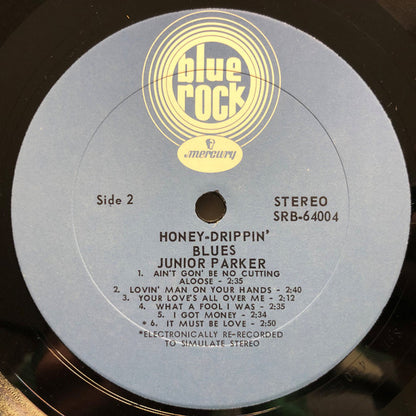 blue
rock
mercury
Side 2
STEREO
SRB-64004
HONEY-DRIPPIN'
BLUES
JUNIOR PARKER
1. AIN'T GON' BE NO CUTTING
ALOOSE - 2:35
2. LOVIN' MAN ON YOUR HANDS - 2:40
3. YOUR LOVE'S ALL OVER ME - 2:12
4. WHAT A FOOL I WAS - 2:35
5. I GOT MONEY - 2:34
* 6. IT MUST BE LOVE - 2:50
*ELECTRONICALLY RE-RECORDED
TO SIMULATE STEREO